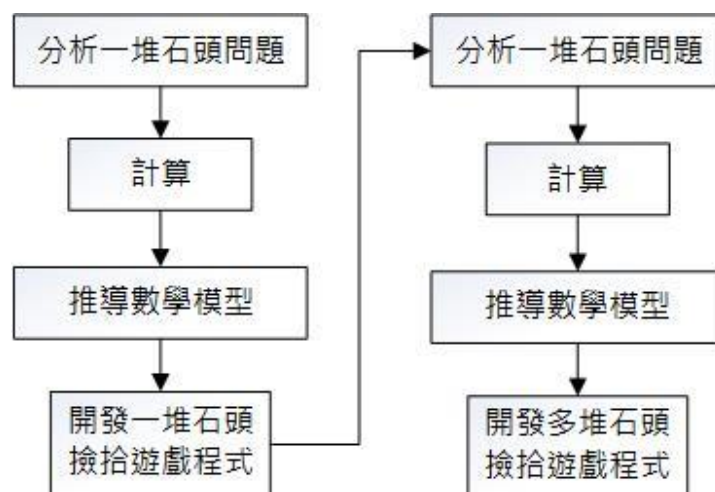 分析一堆石頭問題
計算
推導數學模型
開發一堆石頭
撿拾遊戲程式
分析一堆石頭問題
計算
推導數學模型
開發多堆石頭
撿拾遊戲程式